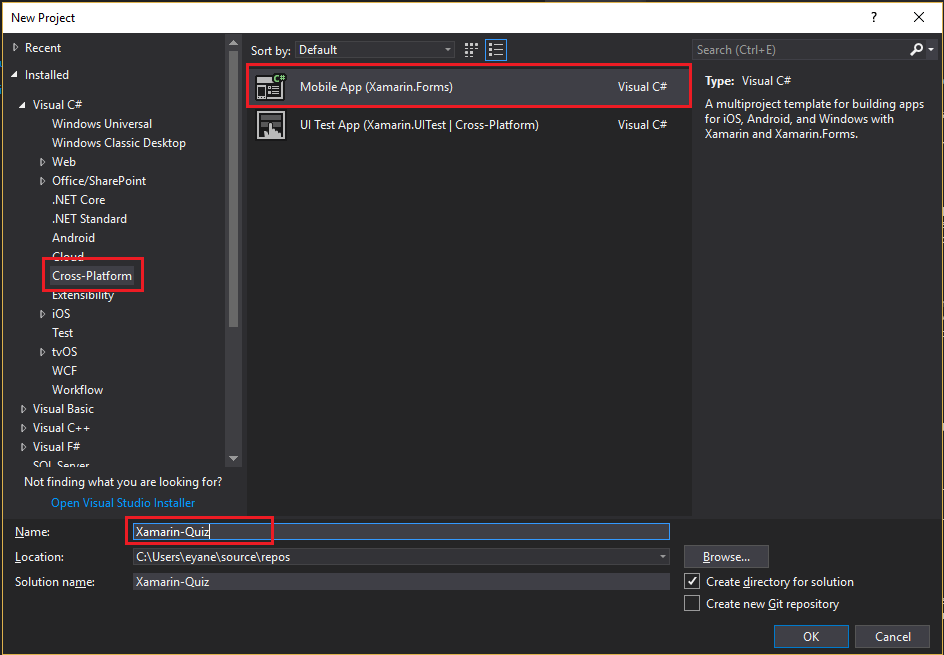 New Project
?
Recent
Installed
Visual C#
Windows Universal
Windows Classic Desktop
Web
Office/SharePoint
.NET Core
.NET Standard
Android
Cloud
Cross-Platform
Extensibility
iOS
Test
tvOS
WCF
Workflow
Visual Basic
Visual C++
Visual F#
SQL Server
Not finding what you are looking for?
Open Visual Studio Installer
Sort by: Default
Mobile App (Xamarin.Forms) Visual C#
UI Test App (Xamarin.UITest | Cross-Platform) Visual C#
Search (Ctrl+E)
Type: Visual C#
A multiproject template for building apps
for iOS, Android, and Windows with
Xamarin and Xamarin.Forms.
Name: Xamarin-Quiz
Location: C:\Users\eyane\source\repos
Browse...
Solution name: Xamarin-Quiz
Create directory for solution
Create new Git repository
OK Cancel